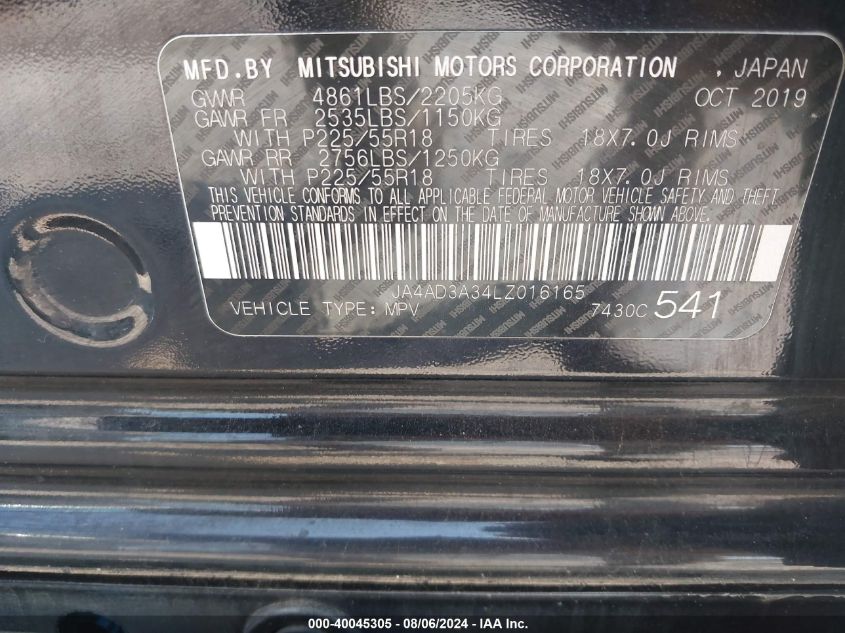 MFD.BY MITSUBISHI MOTORS CORPORATION , JAPAN
GVWR 4861LBS/2205KG OCT 2019
GAWR FR 2535LBS/1150KG
WITH P225/55R18 TIRES 18X7.0J RIMS
GAWR RR 2756LBS/1250KG
WITH P225/55R18 TIRES 18X7.0J RIMS
THIS VEHICLE CONFORMS TO ALL APPLICABLE FEDERAL MOTOR VEHICLE SAFETY AND THEFT
PREVENTION STANDARDS IN EFFECT ON THE DATE OF MANUFACTURE SHOWN ABOVE.
JA4AD3A34LZ016165
VEHICLE TYPE:MPV 7430C 541
000-40045305 - 08/06/2024 - IAA Inc.